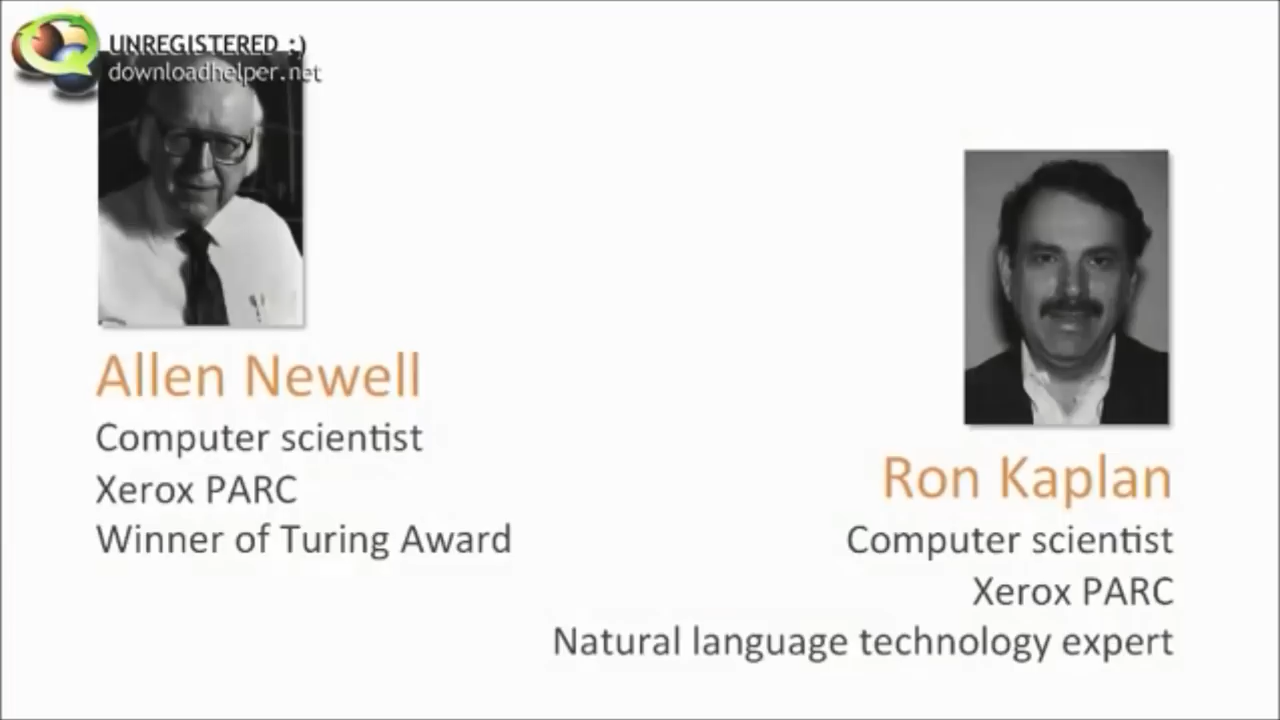 UNREGISTERED :)
downloadhelper.net
Allen Newell
Computer scientist
Xerox PARC
Winner of Turing Award
Ron Kaplan
Computer scientist
Xerox PARC
Natural language technology expert